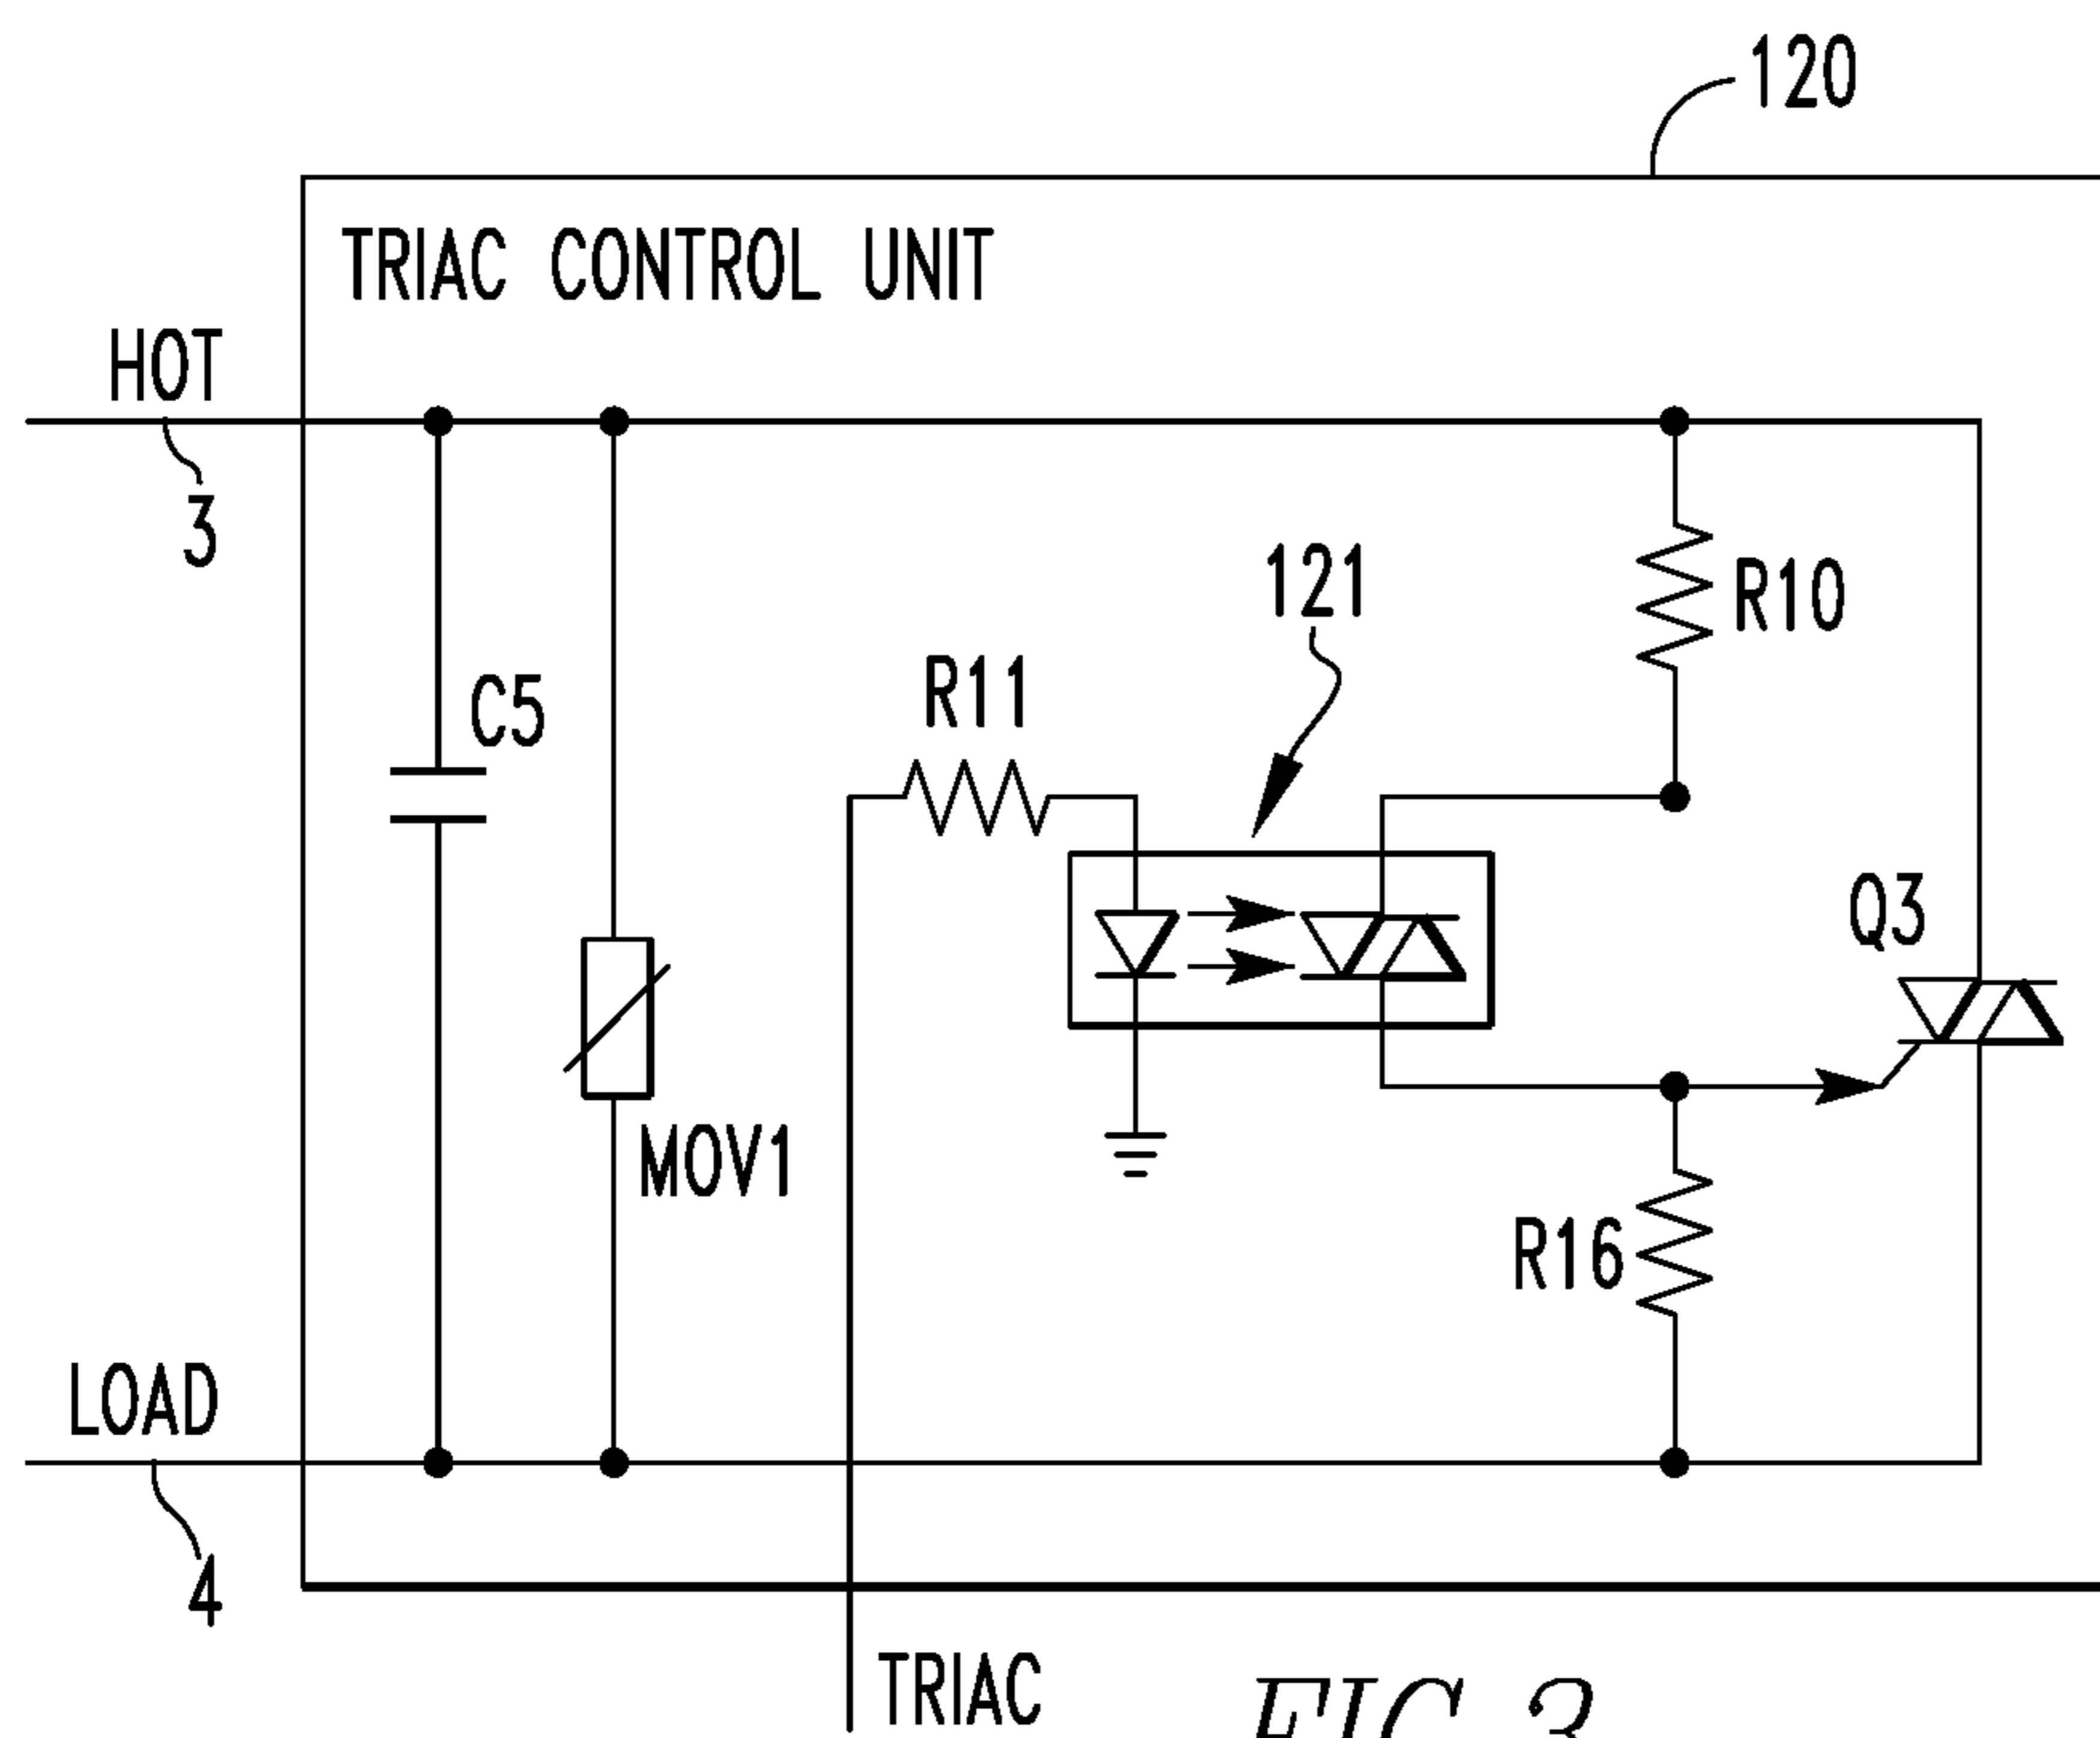 120
TRIAC CONTROL UNIT
HOT
3
121
R10
R11
C5
Q3
MOV1
R16
LOAD
4
TRIAC